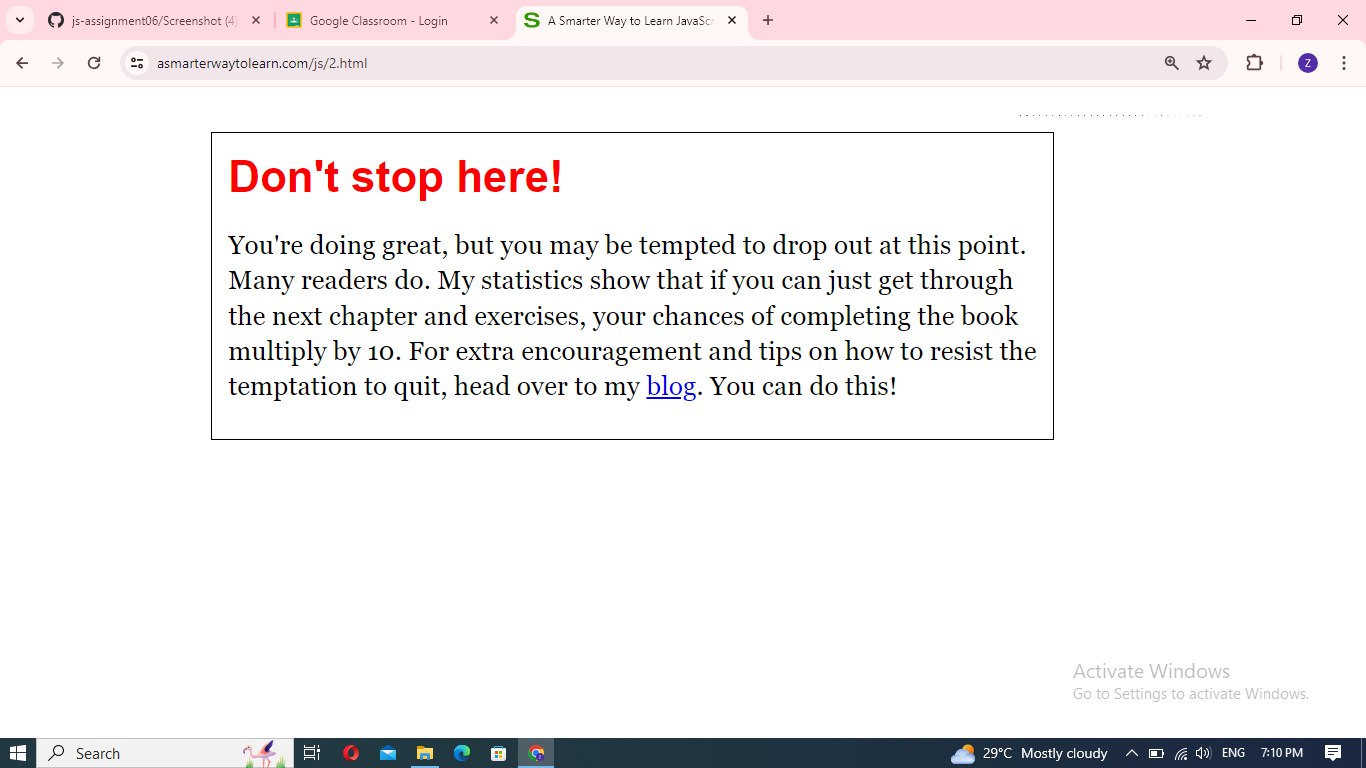 js-assignment06/Screenshot (4)
Google Classroom - Login
A Smarter Way to Learn JavaScr
asmarterwaytolearn.com/js/2.html
Z
Don't stop here!
You're doing great, but you may be tempted to drop out at this point.
Many readers do. My statistics show that if you can just get through
the next chapter and exercises, your chances of completing the book
multiply by 10. For extra encouragement and tips on how to resist the
temptation to quit, head over to my blog. You can do this!
Activate Windows
Go to Settings to activate Windows.
Search
29°C Mostly cloudy
ENG
7:10 PM